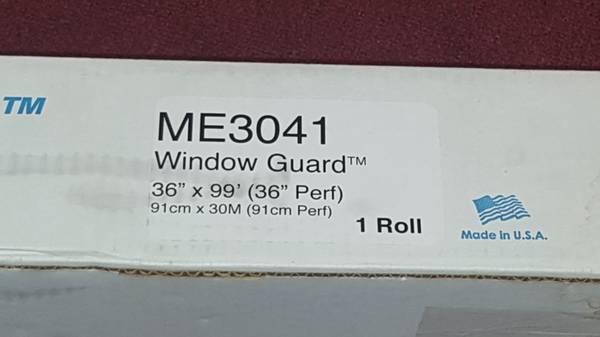 TM
ME3041
Window Guard™
36" x 99' (36" Perf)
91cm x 30M (91cm Perf)
1 Roll
Made in U.S.A.